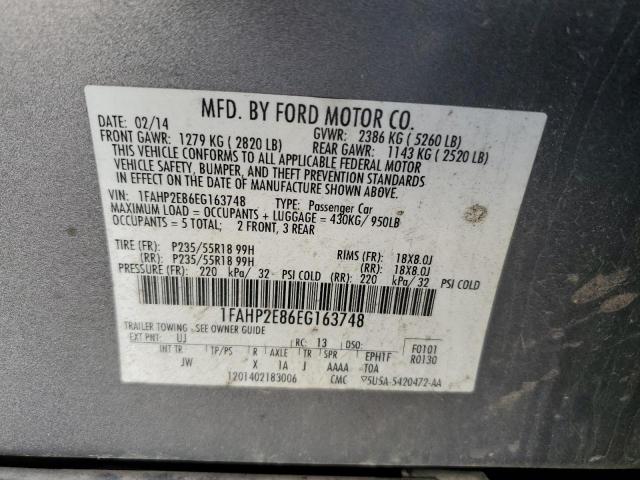 MFD. BY FORD MOTOR CO.
DATE: 02/14 GVWR: 2386 KG ( 5260 LB)
FRONT GAWR: 1279 KG ( 2820 LB) REAR GAWR: 1143 KG ( 2520 LB)
THIS VEHICLE CONFORMS TO ALL APPLICABLE FEDERAL MOTOR
VEHICLE SAFETY, BUMPER, AND THEFT PREVENTION STANDARDS
IN EFFECT ON THE DATE OF MANUFACTURE SHOWN ABOVE.
VIN: 1FAHP2E86EG163748 TYPE: Passenger Car
MAXIMUM LOAD = OCCUPANTS + LUGGAGE = 430KG/ 950LB
OCCUPANTS = 5 TOTAL; 2 FRONT, 3 REAR
TIRE (FR): P235/55R18 99H RIMS (FR): 18X8.0J
(RR): P235/55R18 99H (RR): 18X8.0J
PRESSURE (FR): 220 kPa/ 32 PSI COLD (RR): 220 kPa/ 32 PSI COLD
1FAHP2E86EG163748
TRAILER TOWING : SEE OWNER GUIDE
EXT PNT: UJ RC: 13 DSO: F0101
INT TR TP/PS R AXLE TR SPR EPH1F R0130
JW X 1A J AAAA T0A
1201402183006 CMC 5U5A-5420472-AA